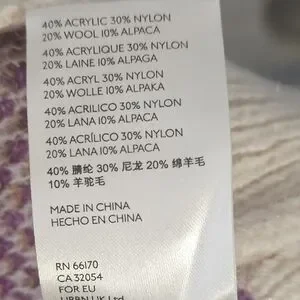 40% ACRYLIC 30% NYLON
20% WOOL 10% ALPACA
40% ACRYLIQUE 30% NYLON
20% LAINE 10% ALPAGA
40% ACRYL 30% NYLON
20% WOLLE 10% ALPAKA
40% ACRILICO 30% NYLON
20% LANA 10% ALPACA
40% ACRÍLICO 30% NYLON
20% LANA 10% ALPACA
40% 腈纶 30% 尼龙 20% 绵羊毛
10% 羊驼毛
MADE IN CHINA
HECHO EN CHINA
RN 66170
CA 32054
FOR EU
URBN UK Ltd